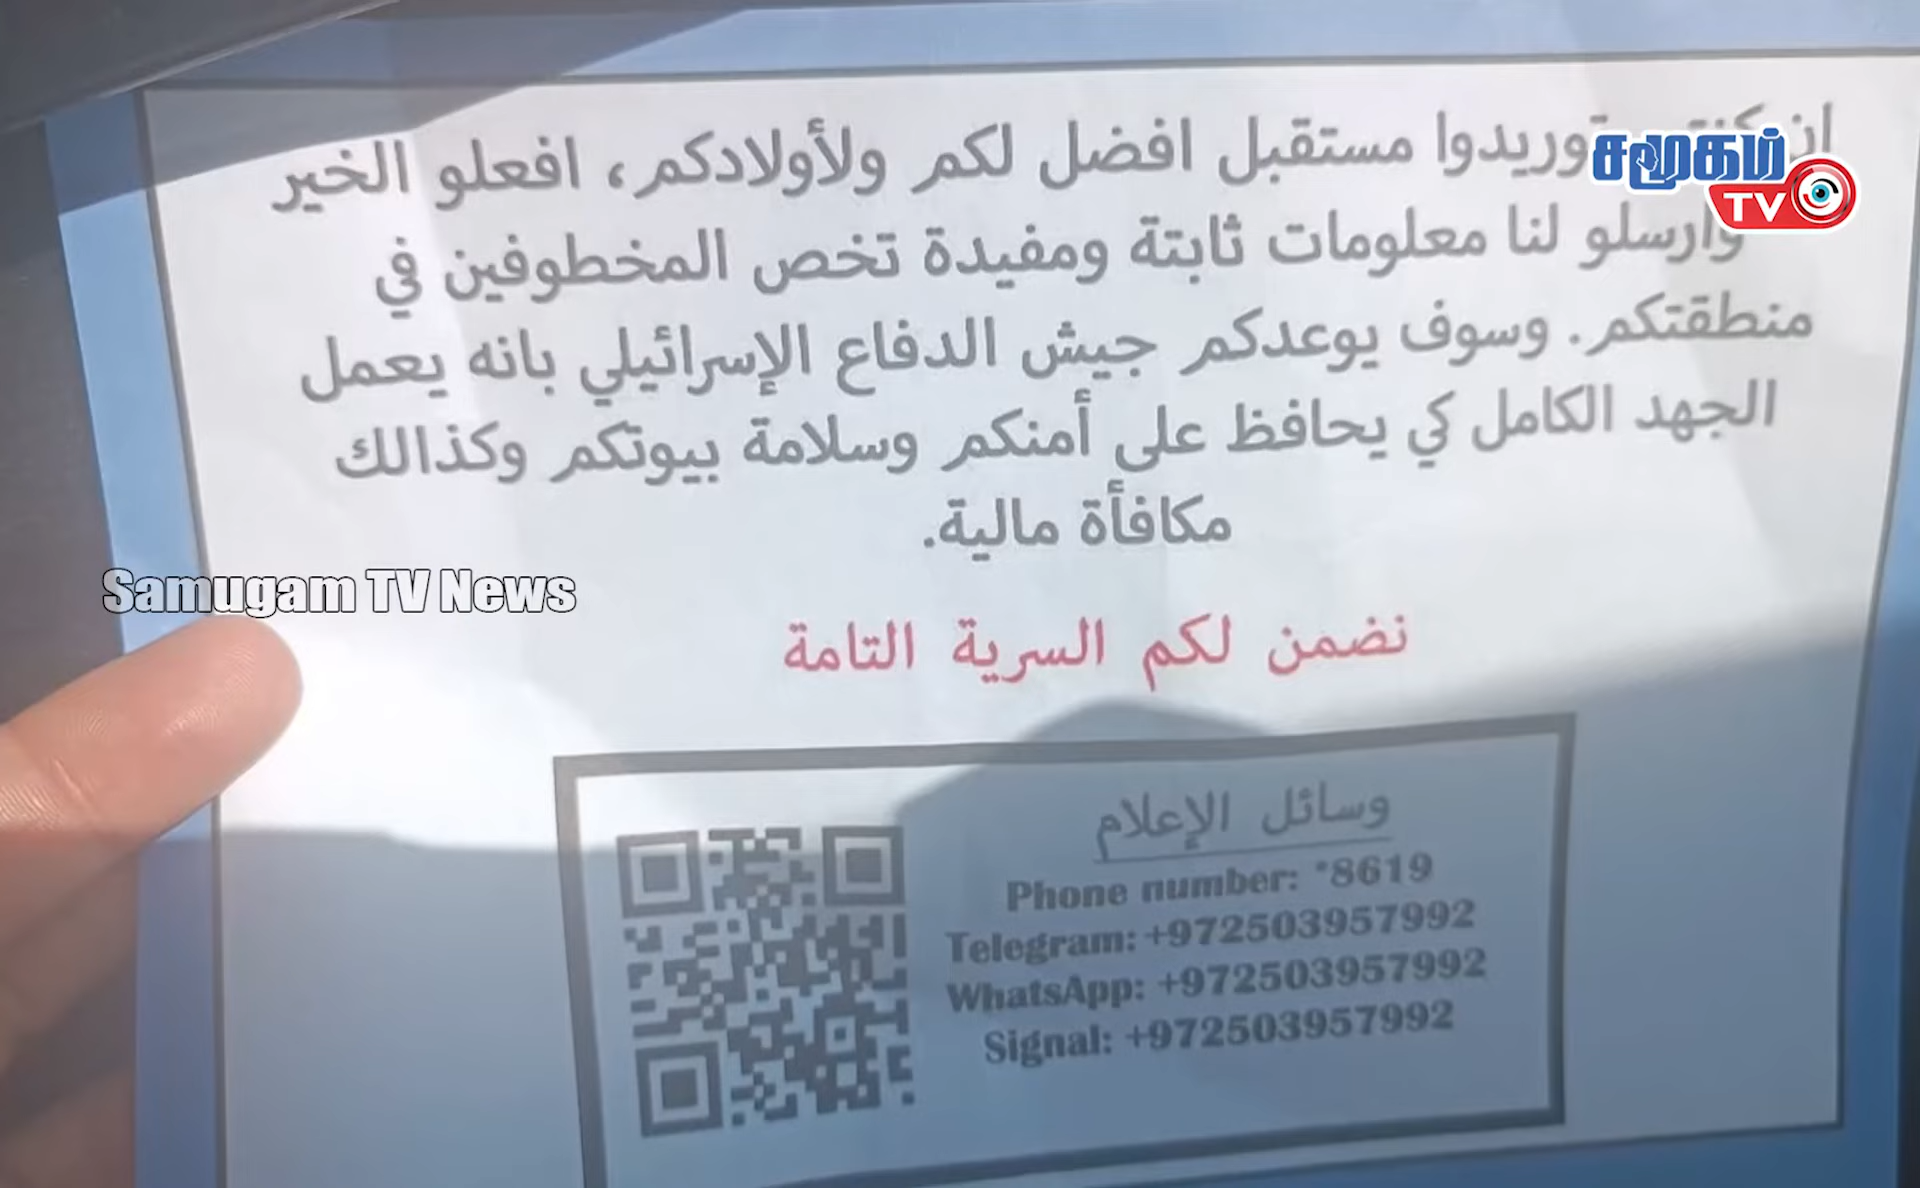 ان توريدوا مستقبل افضل لكم ولأولادكم، افعلو الخير
وارسلو لنا معلومات ثابتة ومفيدة تخص المخطوفين في
منطقتكم. وسوف يوعدكم جيش الدفاع الإسرائيلي بانه يعمل
الجهد الكامل كي يحافظ على أمنكم وسلامة بيوتكم وكذالك
مكافأة مالية.
نضمن لكم السرية التامة
وسائل الإعلام
Phone number: *8619
Telegram: +972503957992
WhatsApp: +972503957992
Signal: +972503957992
சமூகம்
TV
Samugam TV News